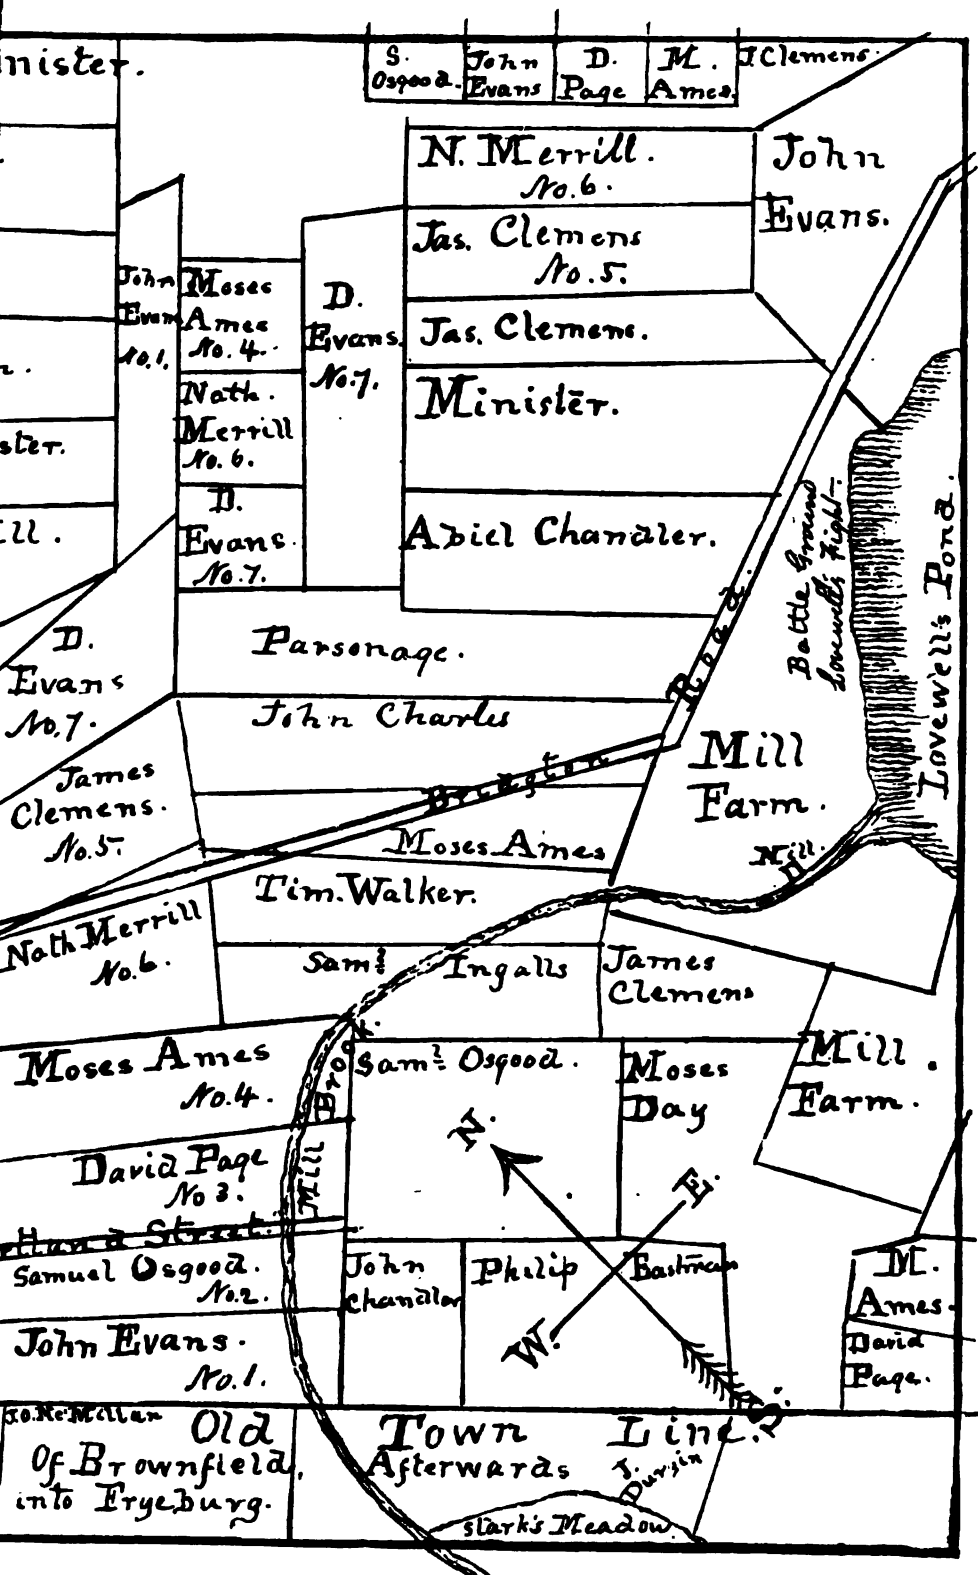 nister.
S.
Osgood.
John
Evans
D.
Page
M.
Ames.
J. Clemens.
N. Merrill.
No. 6.
John
Evans.
Jas. Clemens
No. 5.
John
Evans
No. 1.
Moses
Ames
No. 4.
D.
Evans.
No. 7.
Jas. Clemens.
Nath.
Merrill
No. 6.
Minister.
ster.
D.
Evans.
No. 7.
Abiel Chandler.
ill.
Battle Ground
Lovewell's Fight
Lovewell's Pond.
Road.
D.
Evans
No. 7.
Parsonage.
John Charles
James
Clemens.
No. 5.
Bridgton
Mill
Farm.
Moses Ames
Mill
D
Tim. Walker.
Nath Merrill
No. 6.
Saml. Ingalls
James
Clemens
Moses Ames
No. 4.
Brook.
Saml. Osgood.
Moses
Day
Mill
Farm.
David Page
No 3.
Mill
N.
E.
W.
S.
Street.
Samuel Osgood.
No. 2.
John
Chandler
Philip Eastman
M.
Ames.
David
Page.
John Evans.
No. 1.
Jo. McMillan
Old Town Line.
Of Brownfield, Afterwards
into Fryeburg.
J.
Durgin
Stark's Meadow.